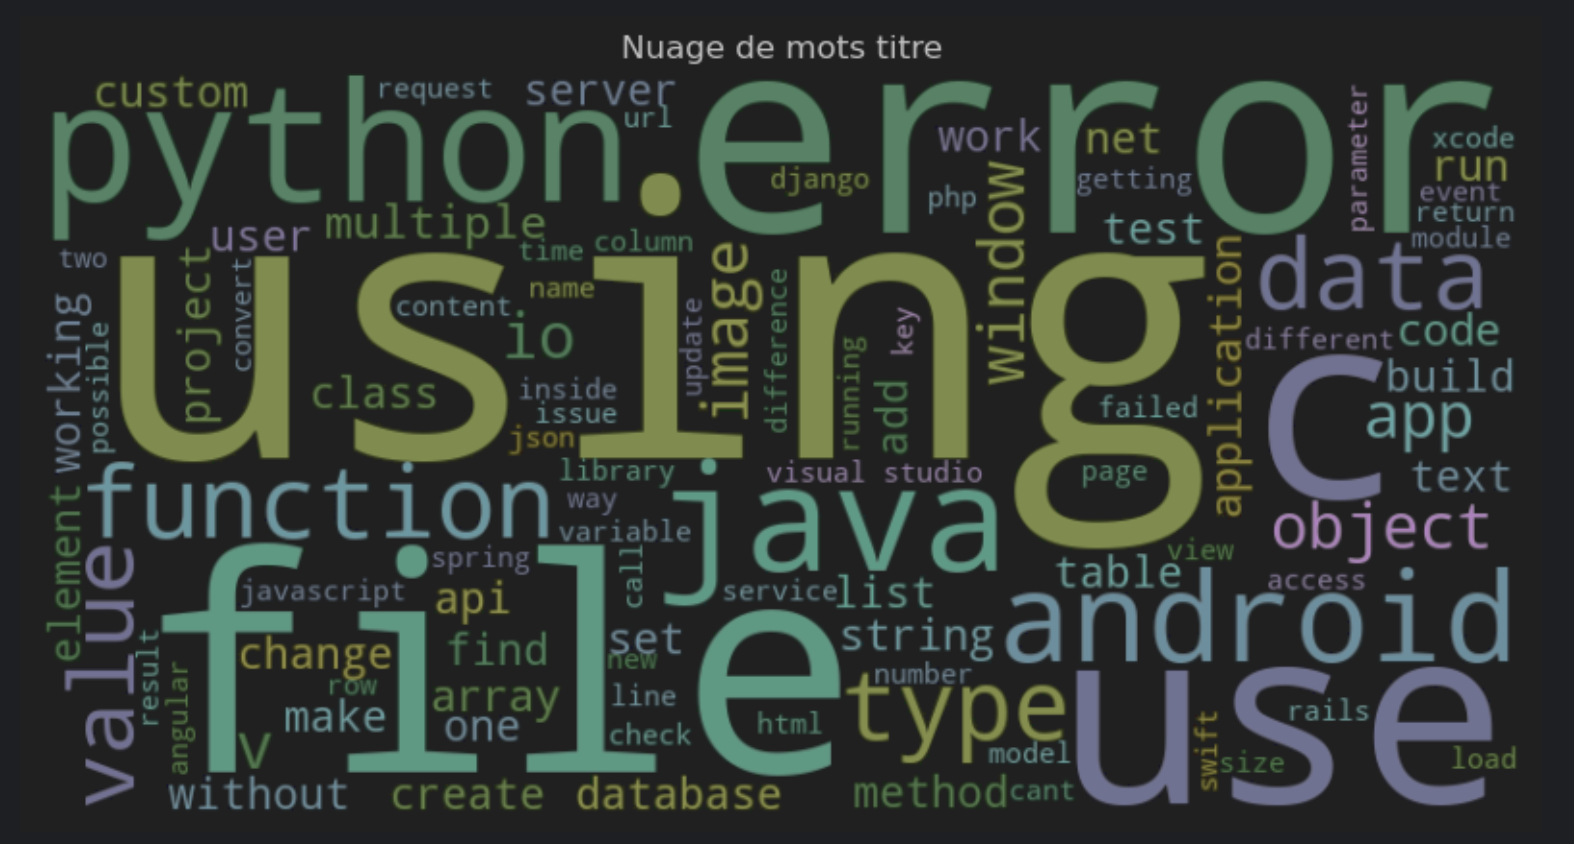 Nuage de mots titre
custom
request
server
python
url
error
work
net
parameter
xcode
run
django
php
getting
event
return
module
user
multiple
time
column
window
test
two
project
convert
using
content
name
io
image
update
difference
key
application
data
different
code
working
possible
class
inside
issue
json
running
add
failed
c
build
app
function
library
way
variable
java
visual studio
page
text
object
element
value
spring
call
javascript
api
file
service
list
table
view
access
android
change
find
set
new
string
number
result
angular
row
make
array
one
line
check
html
type
model
use
rails
swift
size
load
v
without
create
database
method
cant